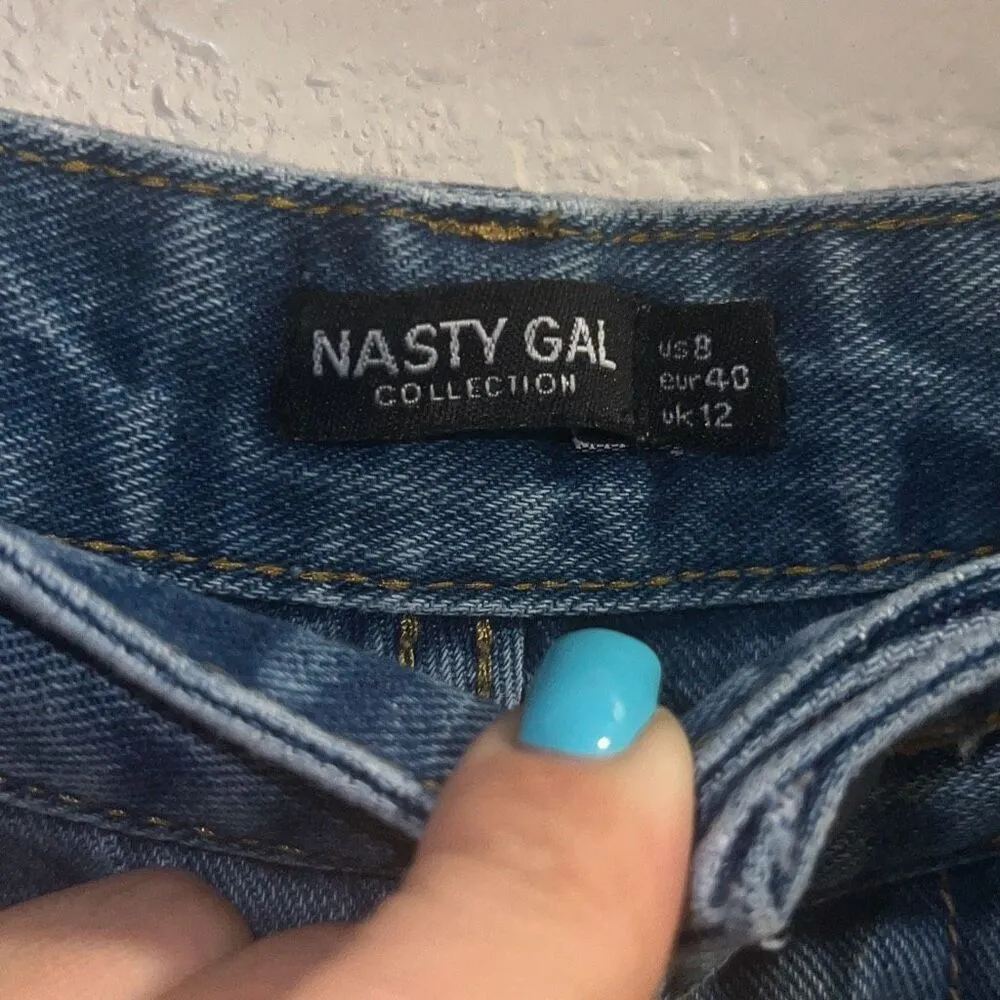 NASTY GAL
COLLECTION
us 8
eur 40
uk 12